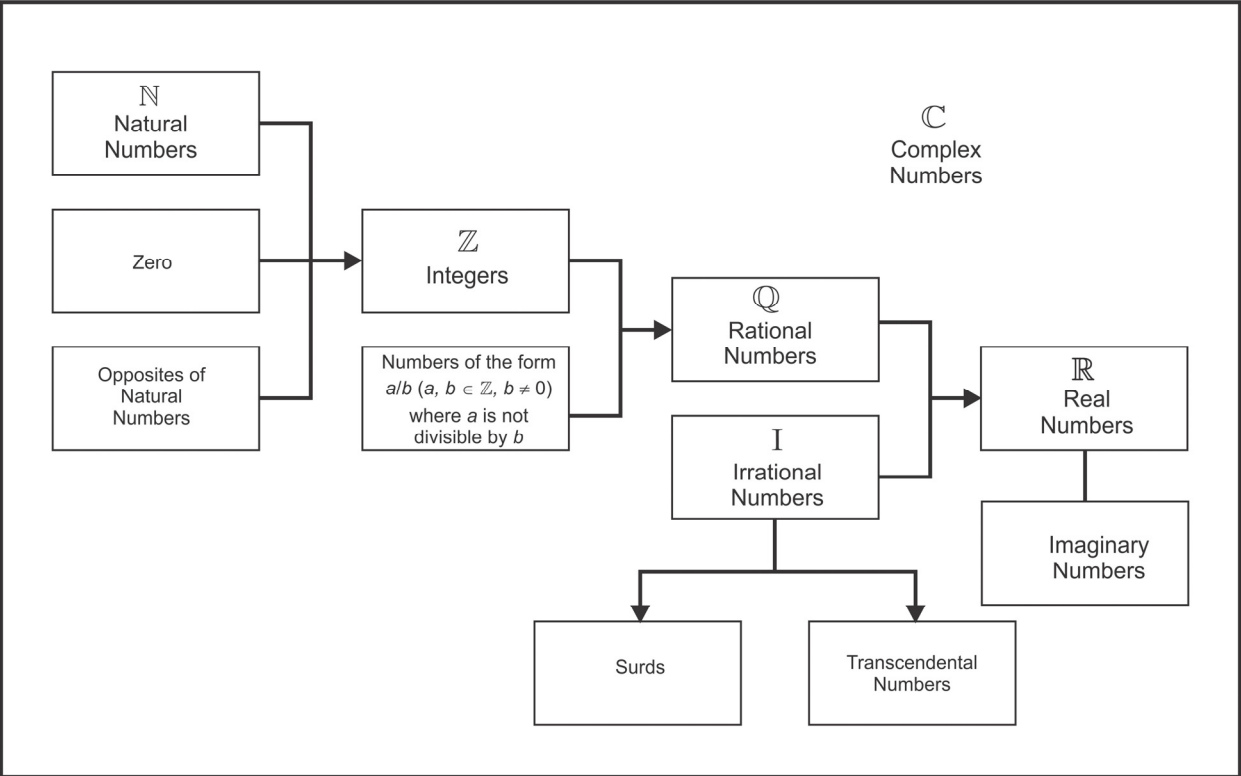 ℕ
Natural
Numbers
ℂ
Complex
Numbers
Zero
ℤ
Integers
Opposites of
Natural
Numbers
Numbers of the form
a/b (a, b ∈ ℤ, b ≠ 0)
where a is not
divisible by b
ℚ
Rational
Numbers
𝕀
Irrational
Numbers
ℝ
Real
Numbers
Imaginary
Numbers
Surds
Transcendental
Numbers